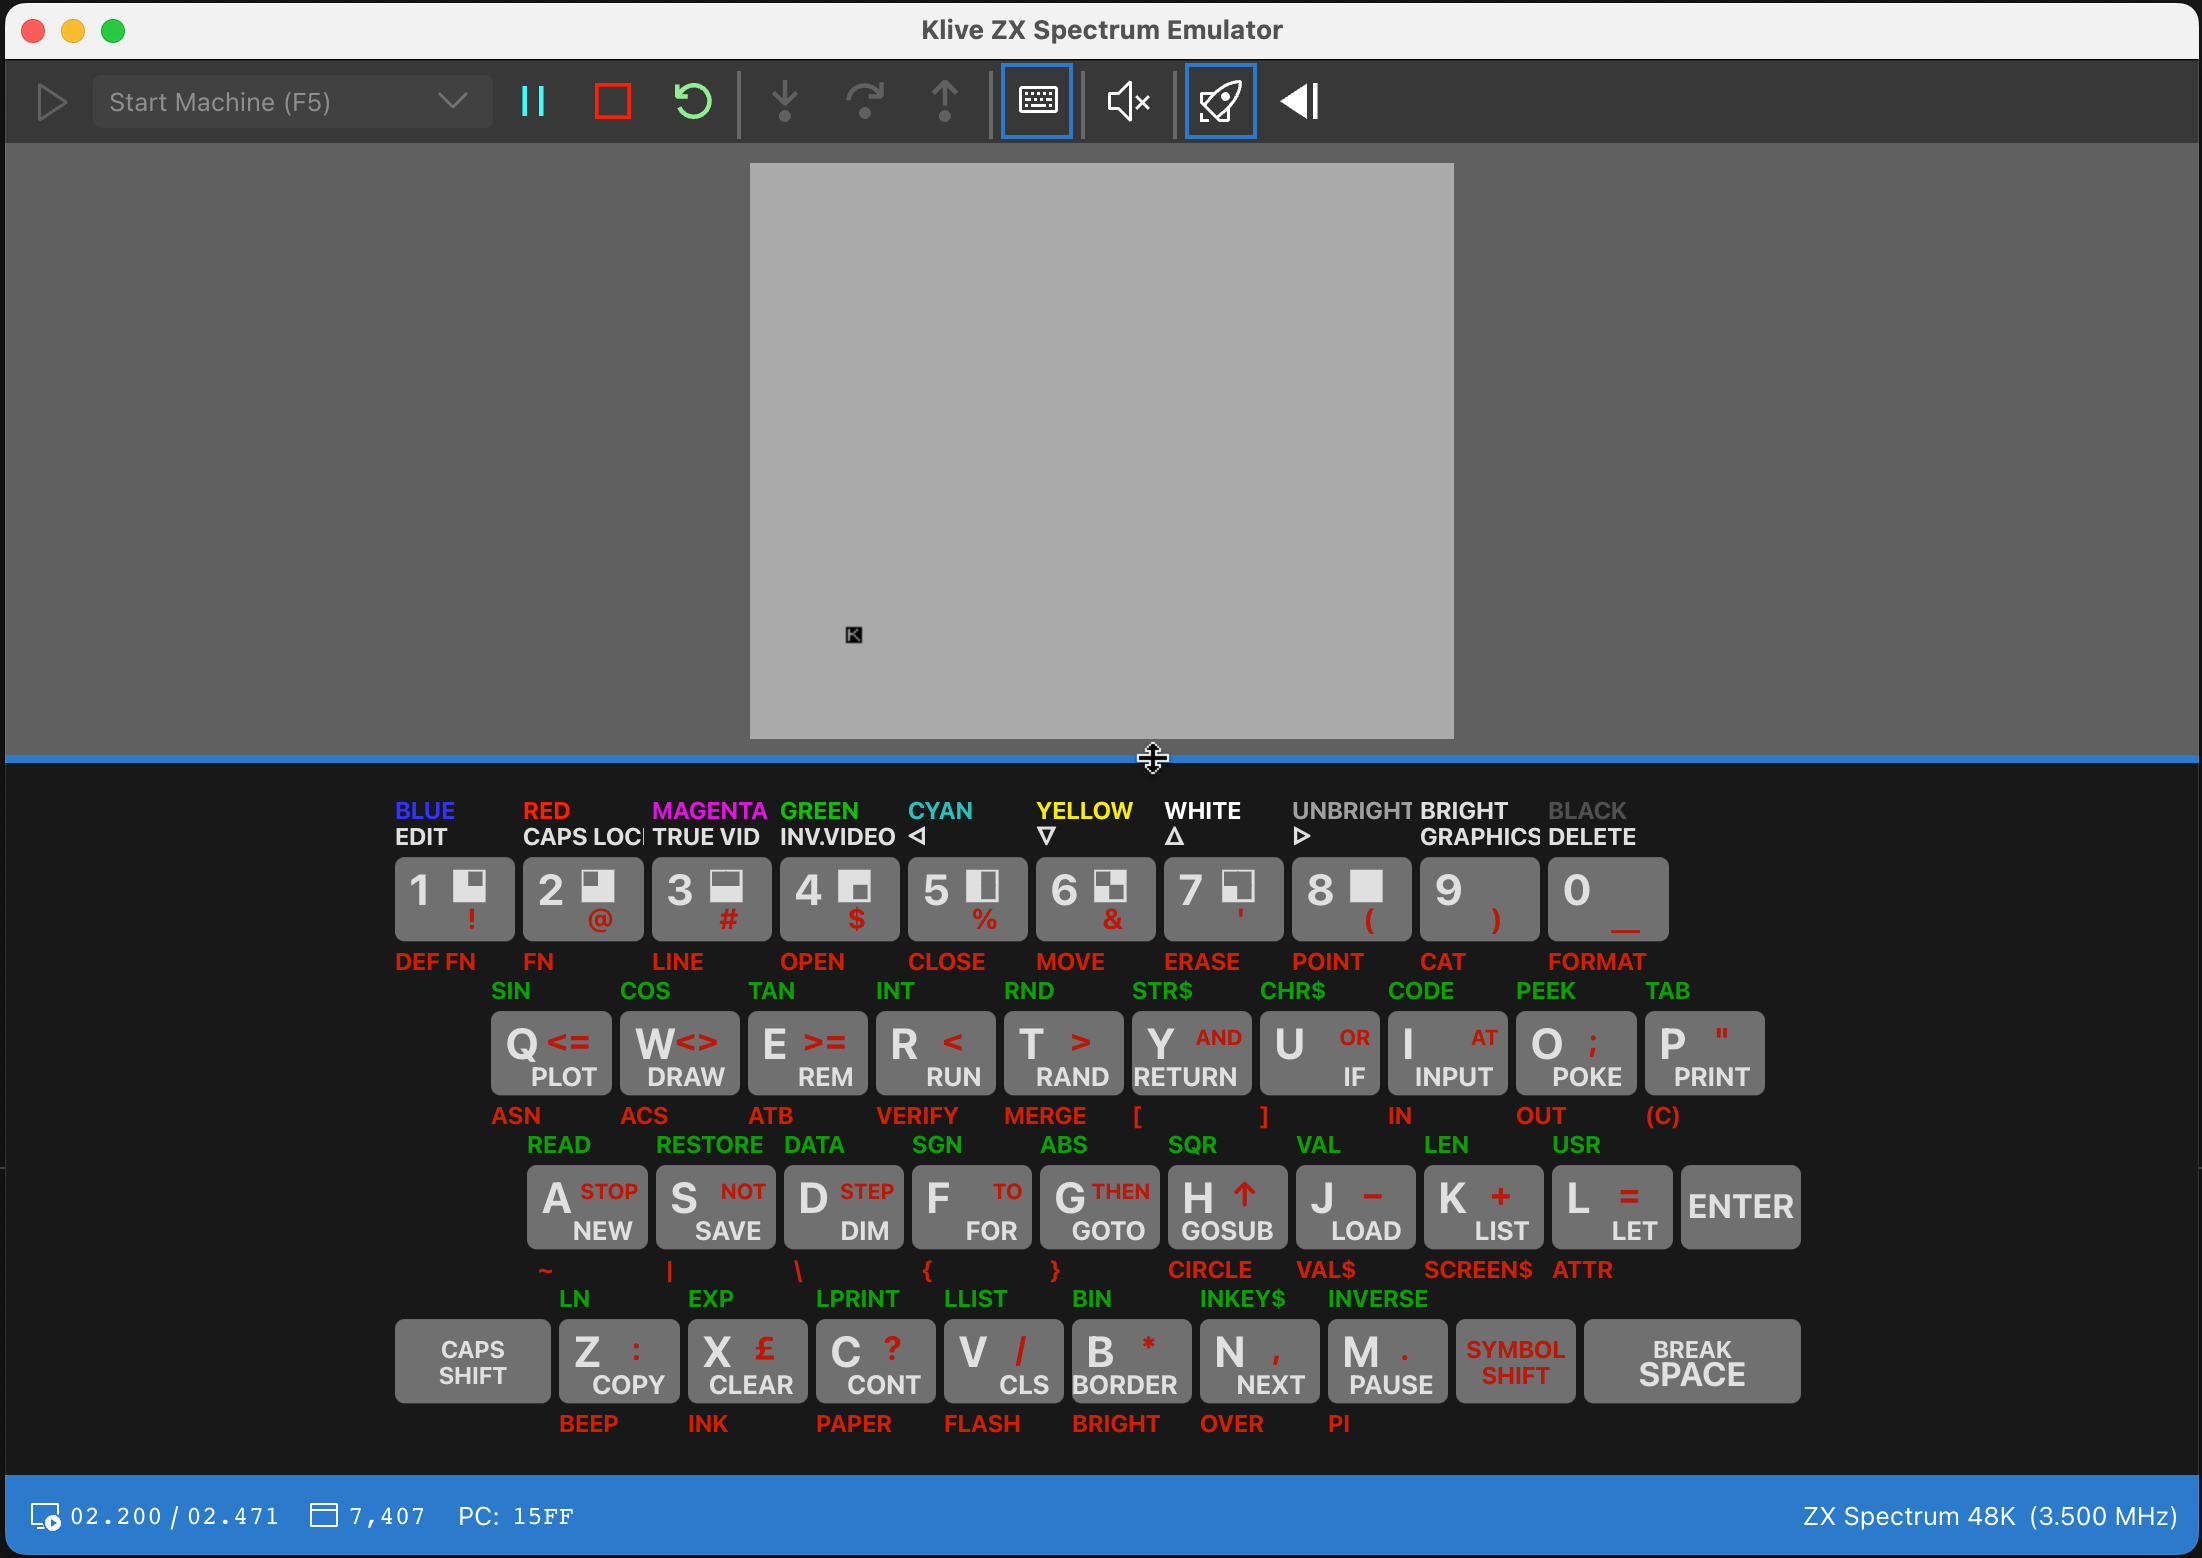 Klive ZX Spectrum Emulator
Start Machine (F5)
K
BLUE RED MAGENTA GREEN CYAN YELLOW WHITE UNBRIGHT BRIGHT BLACK
EDIT CAPS LOC TRUE VID INV.VIDEO GRAPHICS DELETE
1 2 3 4 5 6 7 8 9 0
! @ # $ % & ' ( ) _
DEF FN FN LINE OPEN CLOSE MOVE ERASE POINT CAT FORMAT
SIN COS TAN INT RND STR$ CHR$ CODE PEEK TAB
Q <= W <> E >= R < T > Y AND U OR I AT O ; P "
PLOT DRAW REM RUN RAND RETURN IF INPUT POKE PRINT
ASN ACS ATB VERIFY MERGE [ ] IN OUT (C)
READ RESTORE DATA SGN ABS SQR VAL LEN USR
A STOP S NOT D STEP F TO G THEN H ↑ J − K + L = ENTER
NEW SAVE DIM FOR GOTO GOSUB LOAD LIST LET
~ | \ { } CIRCLE VAL$ SCREEN$ ATTR
LN EXP LPRINT LLIST BIN INKEY$ INVERSE
CAPS Z : X £ C ? V / B * N , M . SYMBOL BREAK
SHIFT COPY CLEAR CONT CLS BORDER NEXT PAUSE SHIFT SPACE
BEEP INK PAPER FLASH BRIGHT OVER PI
02.200 / 02.471 7,407 PC: 15FF ZX Spectrum 48K (3.500 MHz)